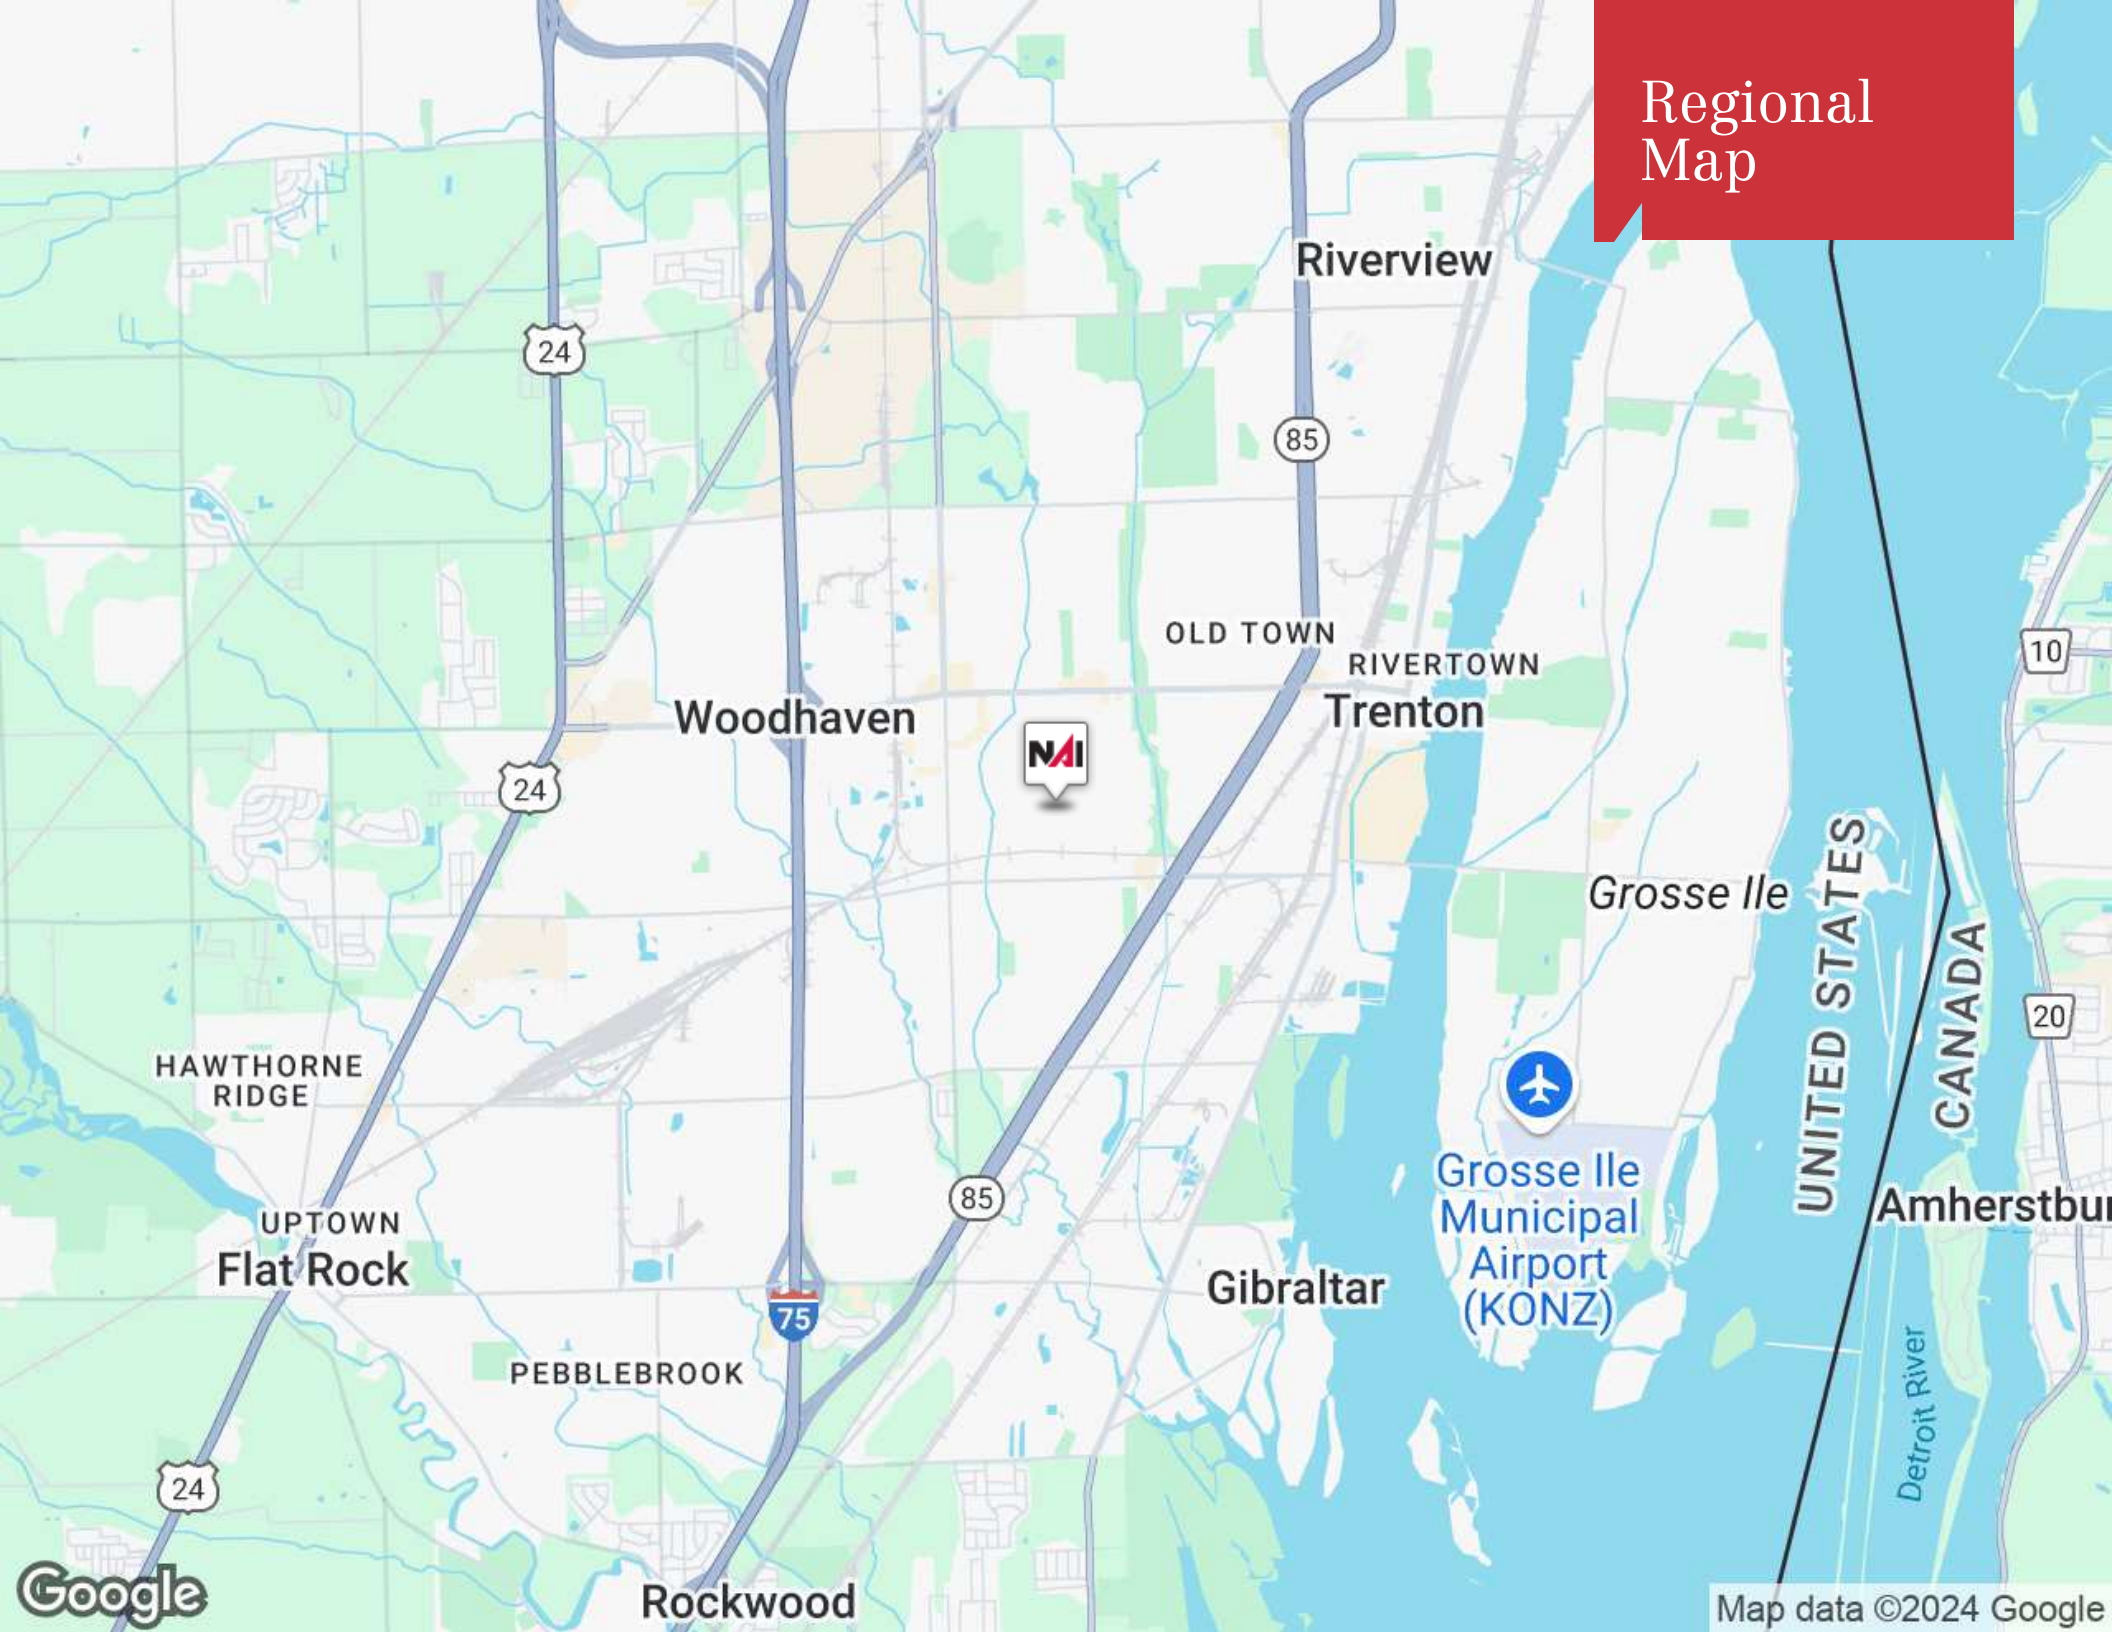 Regional
Map
Riverview
24
85
OLD TOWN
RIVERTOWN
Trenton
10
Woodhaven
NAI
24
Grosse Ile
UNITED STATES
CANADA
20
HAWTHORNE
RIDGE
Grosse Ile
Municipal
Airport
(KONZ)
85
Amherstbur
UPTOWN
Flat Rock
Gibraltar
75
PEBBLEBROOK
Detroit River
24
Rockwood
Google
Map data ©2024 Google